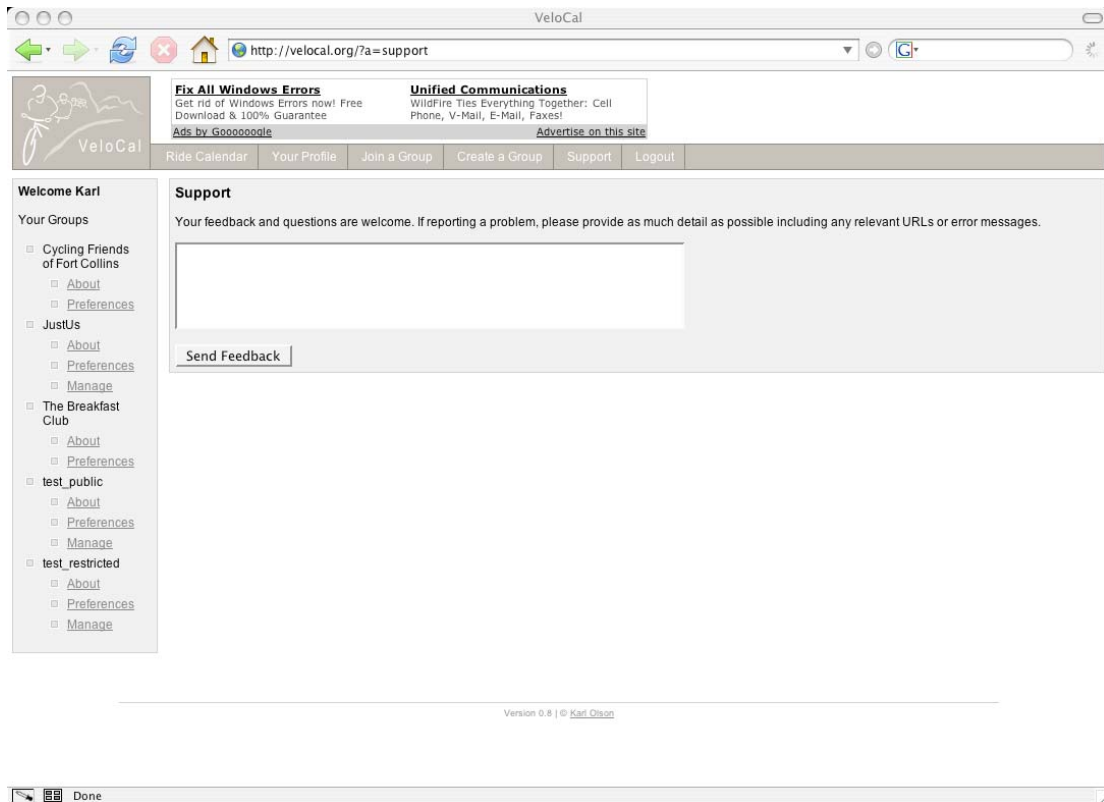 VeloCal
http://velocal.org/?a=support
G
VeloCal
Fix All Windows Errors
Get rid of Windows Errors now! Free
Download & 100% Guarantee
Unified Communications
WildFire Ties Everything Together: Cell
Phone, V-Mail, E-Mail, Faxes!
Ads by Goooooogle
Advertise on this site
Ride Calendar Your Profile Join a Group Create a Group Support Logout
Welcome Karl
Your Groups
Cycling Friends
of Fort Collins
About
Preferences
JustUs
About
Preferences
Manage
The Breakfast
Club
About
Preferences
test_public
About
Preferences
Manage
test_restricted
About
Preferences
Manage
Support
Your feedback and questions are welcome. If reporting a problem, please provide as much detail as possible including any relevant URLs or error messages.
Send Feedback
Version 0.8 | © Karl Olson
Done